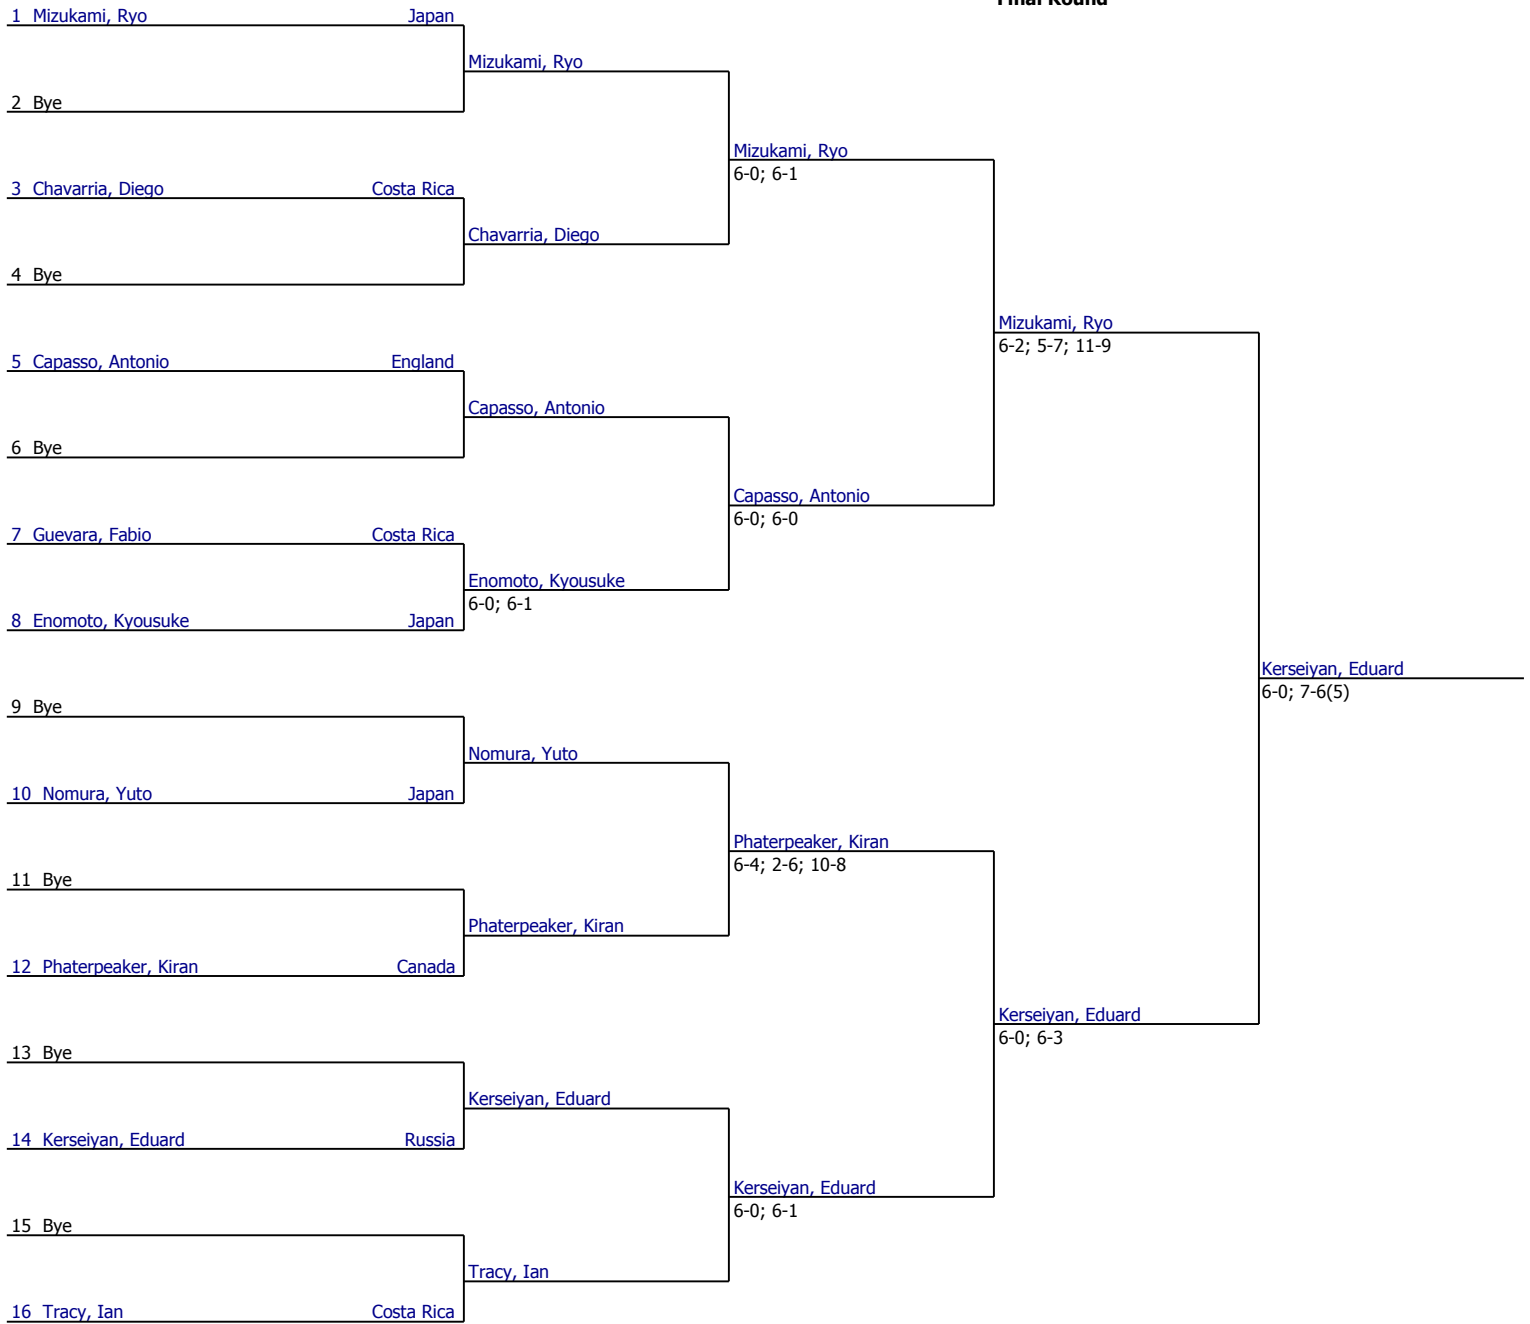 Final Round
1 Mizukami, Ryo Japan
Mizukami, Ryo
2 Bye
Mizukami, Ryo
6-0; 6-1
3 Chavarria, Diego Costa Rica
Chavarria, Diego
4 Bye
Mizukami, Ryo
6-2; 5-7; 11-9
5 Capasso, Antonio England
Capasso, Antonio
6 Bye
Capasso, Antonio
6-0; 6-0
7 Guevara, Fabio Costa Rica
Enomoto, Kyousuke
6-0; 6-1
8 Enomoto, Kyousuke Japan
Kerseiyan, Eduard
6-0; 7-6(5)
9 Bye
Nomura, Yuto
10 Nomura, Yuto Japan
Phaterpeaker, Kiran
6-4; 2-6; 10-8
11 Bye
Phaterpeaker, Kiran
12 Phaterpeaker, Kiran Canada
Kerseiyan, Eduard
6-0; 6-3
13 Bye
Kerseiyan, Eduard
14 Kerseiyan, Eduard Russia
Kerseiyan, Eduard
6-0; 6-1
15 Bye
Tracy, Ian
16 Tracy, Ian Costa Rica